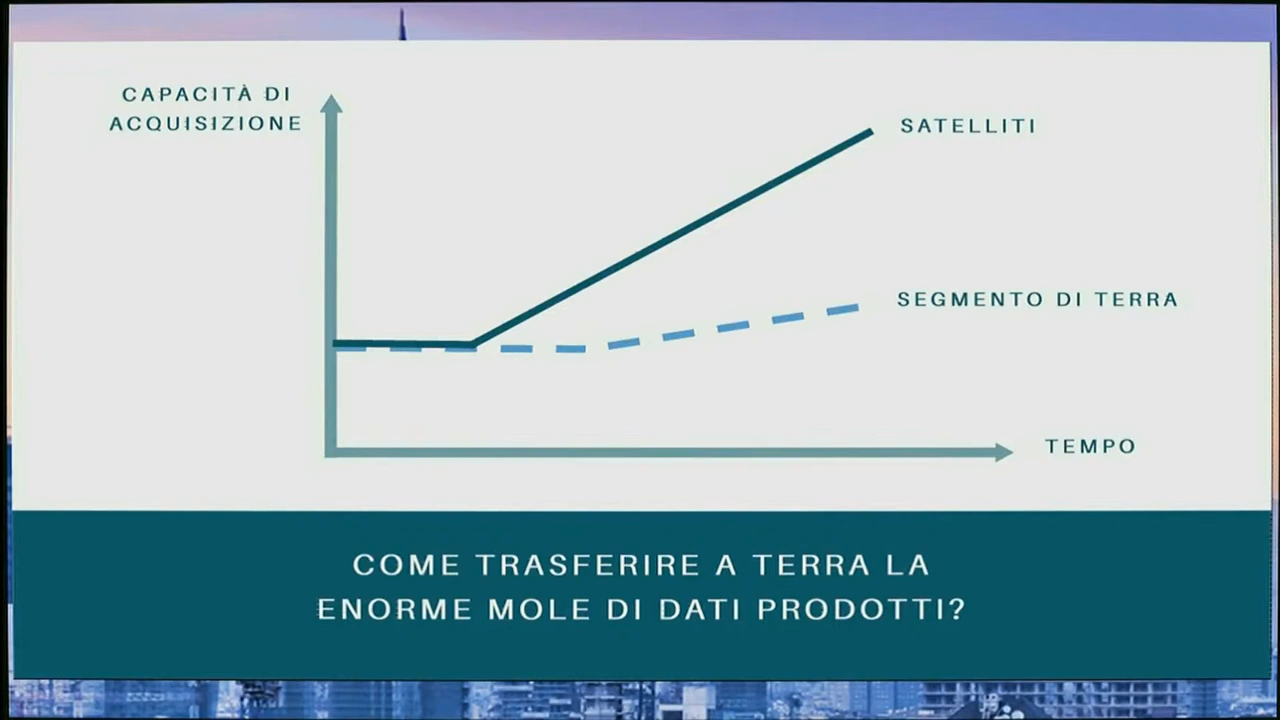 CAPACITÀ DI
ACQUISIZIONE
SATELLITI
SEGMENTO DI TERRA
TEMPO
COME TRASFERIRE A TERRA LA
ENORME MOLE DI DATI PRODOTTI?